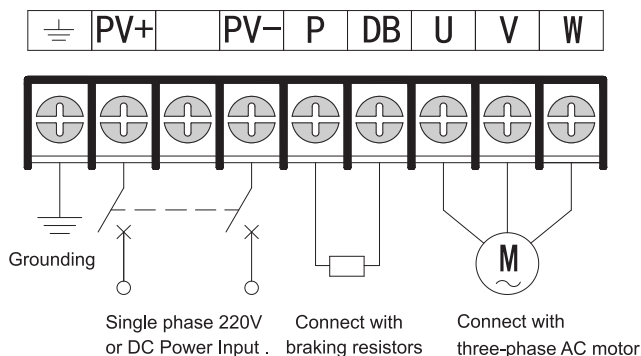 PV+ PV- P DB U V W
Grounding
M
Single phase 220V
or DC Power Input .
Connect with
braking resistors
Connect with
three-phase AC motor